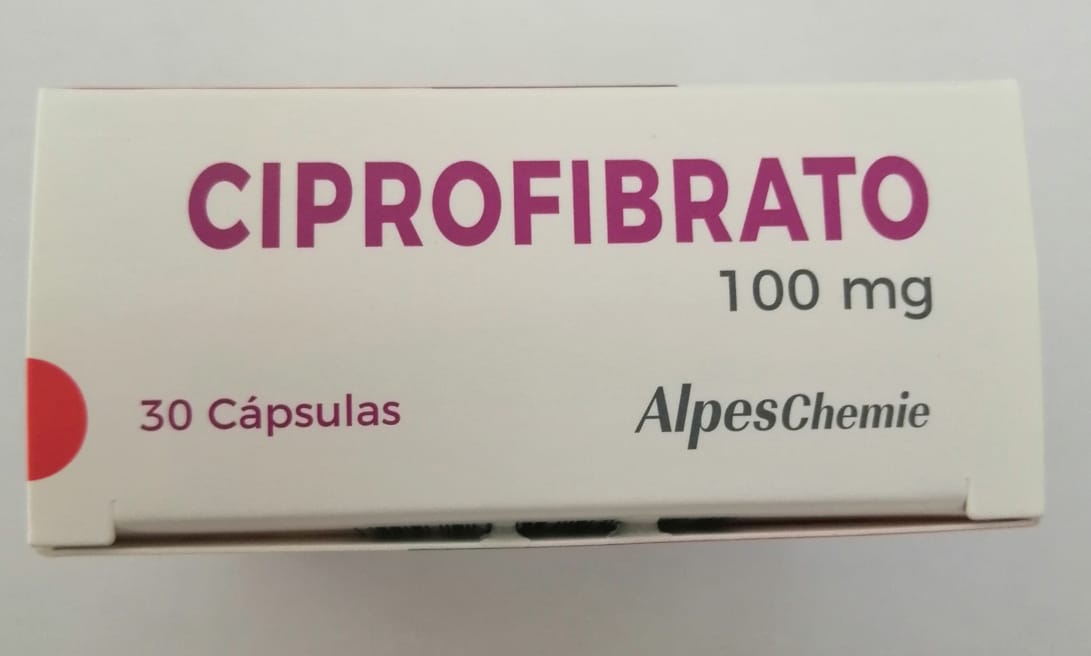 CIPROFIBRATO
100 mg
30 Cápsulas
AlpesChemie